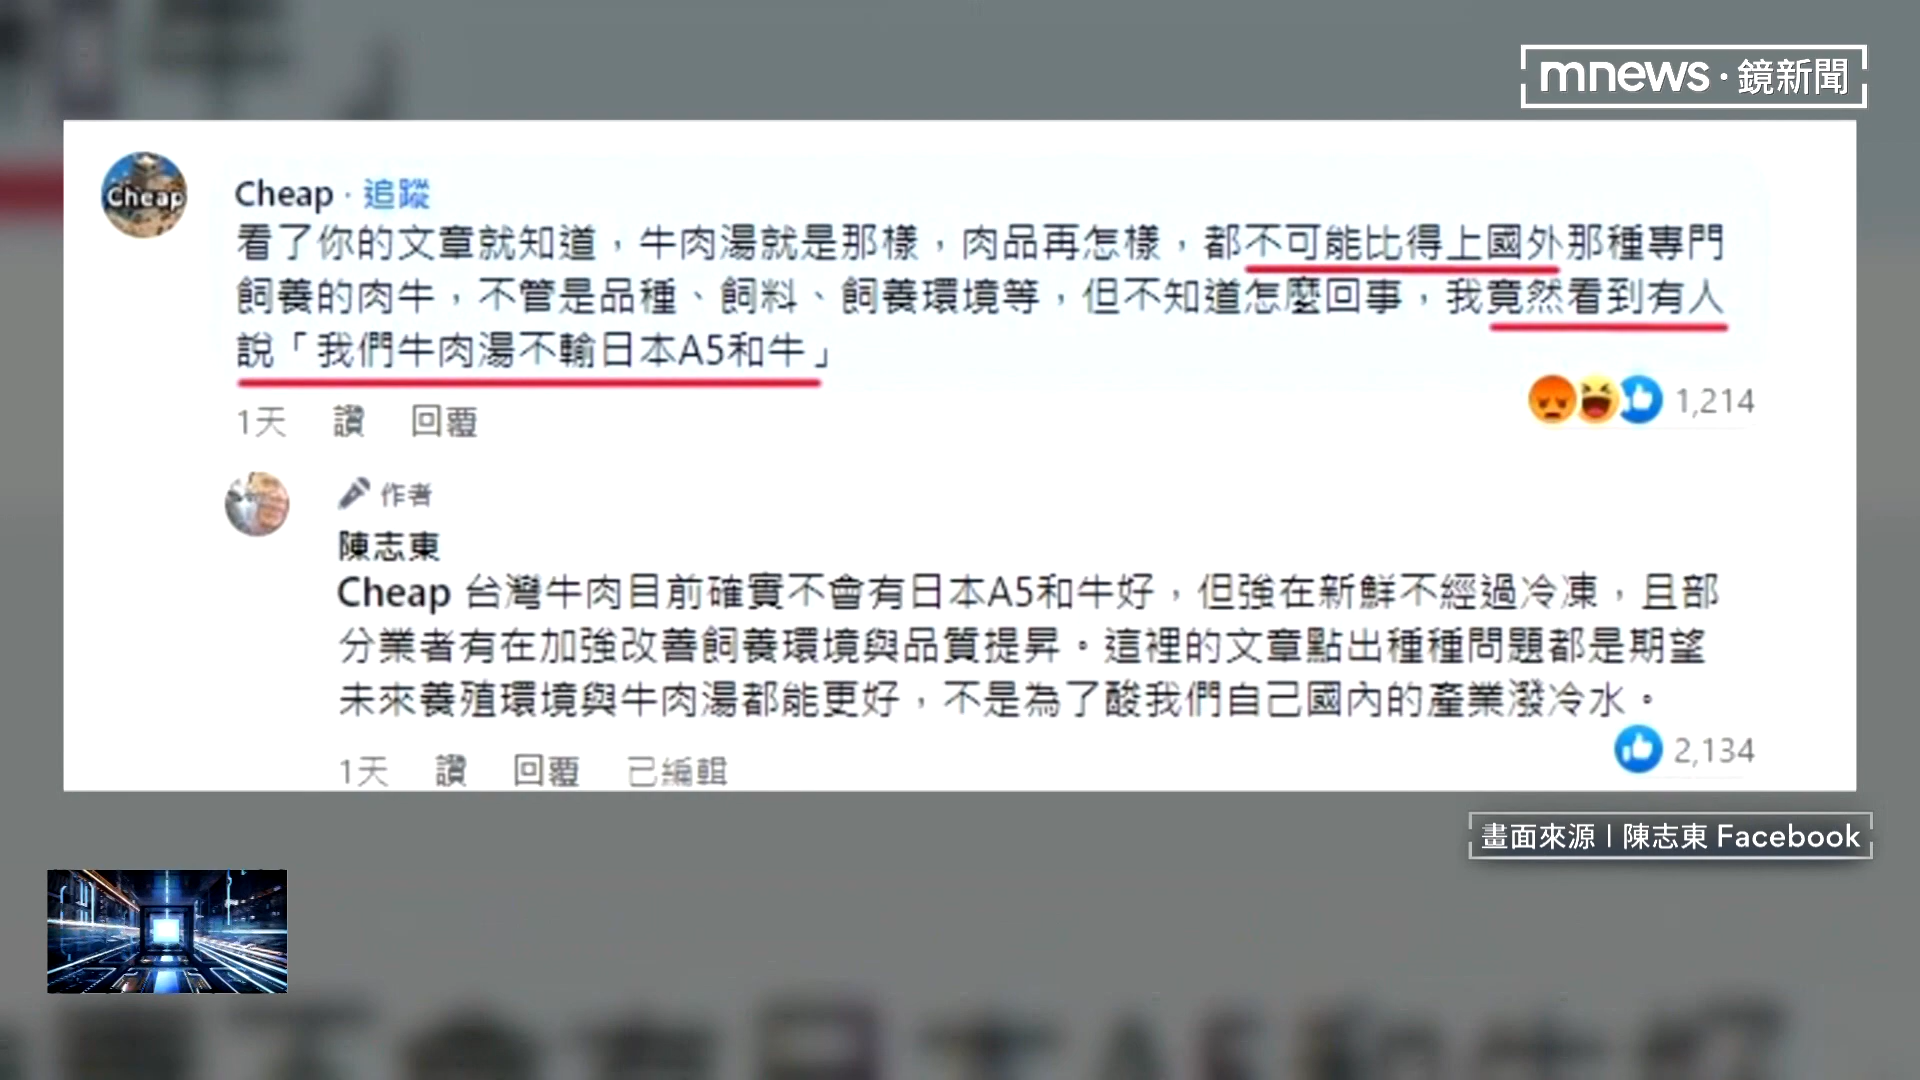 mnews·鏡新聞
Cheap
Cheap · 追蹤
看了你的文章就知道，牛肉湯就是那樣，肉品再怎樣，都不可能比得上國外那種專門
飼養的肉牛，不管是品種、飼料、飼養環境等，但不知道怎麼回事，我竟然看到有人
說「我們牛肉湯不輸日本A5和牛」
1,214
1天 讚 回覆
作者
陳志東
Cheap 台灣牛肉目前確實不會有日本A5和牛好，但強在新鮮不經過冷凍，且部
分業者有在加強改善飼養環境與品質提昇。這裡的文章點出種種問題都是期望
未來養殖環境與牛肉湯都能更好，不是為了酸我們自己國內的產業潑冷水。
2,134
1天 讚 回覆 已編輯
畫面來源｜陳志東 Facebook